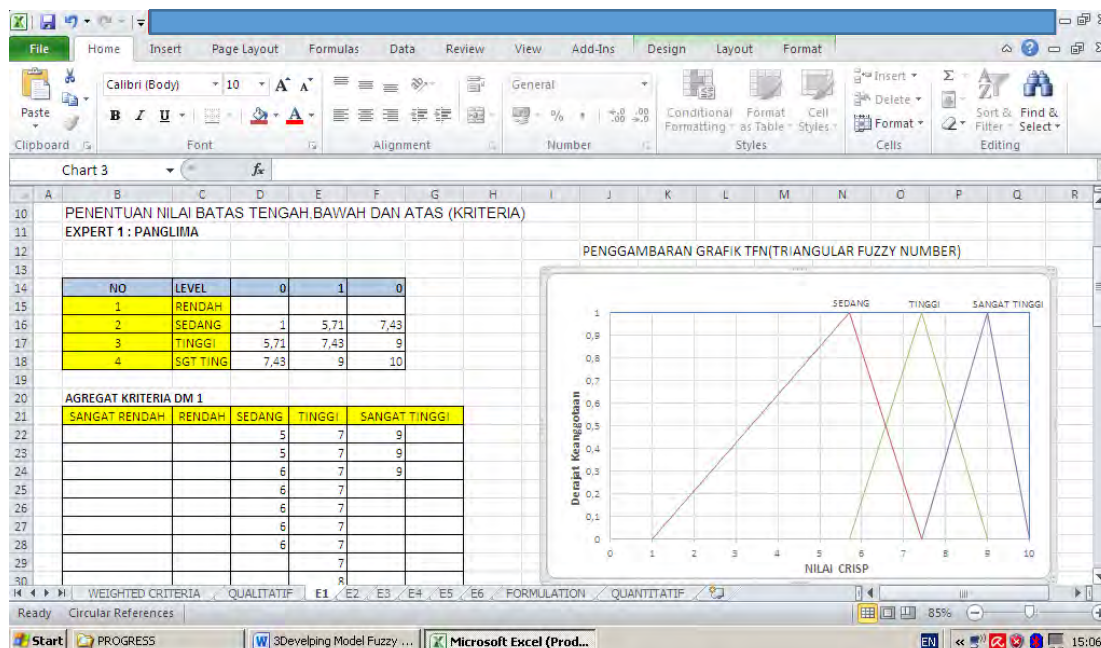 File Home Insert Page Layout Formulas Data Review View Add-Ins Design Layout Format
Calibri (Body) 10 A A General Insert Σ
Paste B I U A % , Conditional Formatting as Table Cell Styles Delete Format Sort & Filter Find & Select
Clipboard Font Alignment Number Styles Cells Editing
Chart 3 fx
A B C D E F G H I J K L M N O P Q R
10 PENENTUAN NILAI BATAS TENGAH,BAWAH DAN ATAS (KRITERIA)
11 EXPERT 1 : PANGLIMA
12 PENGGAMBARAN GRAFIK TFN(TRIANGULAR FUZZY NUMBER)
13
14 NO LEVEL 0 1 0
15 1 RENDAH
16 2 SEDANG 1 5,71 7,43
17 3 TINGGI 5,71 7,43 9
18 4 SGT TING 7,43 9 10
19
20 AGREGAT KRITERIA DM 1
21 SANGAT RENDAH RENDAH SEDANG TINGGI SANGAT TINGGI
22 5 7 9
23 5 7 9
24 6 7 9
25 6 7
26 6 7
27 6 7
28 6 7
29 7
30 8
SEDANG TINGGI SANGAT TINGGI
1
0,9
0,8
0,7
0,6
0,5
0,4
0,3
0,2
0,1
0
Derajat Keanggotaan
0 1 2 3 4 5 6 7 8 9 10
NILAI CRISP
WEIGHTED CRITERIA QUALITATIF E1 E2 E3 E4 E5 E6 FORMULATION QUANTITATIF
Ready Circular References 85%
Start PROGRESS 3Develping Model Fuzzy ... Microsoft Excel (Prod... EN 15:06